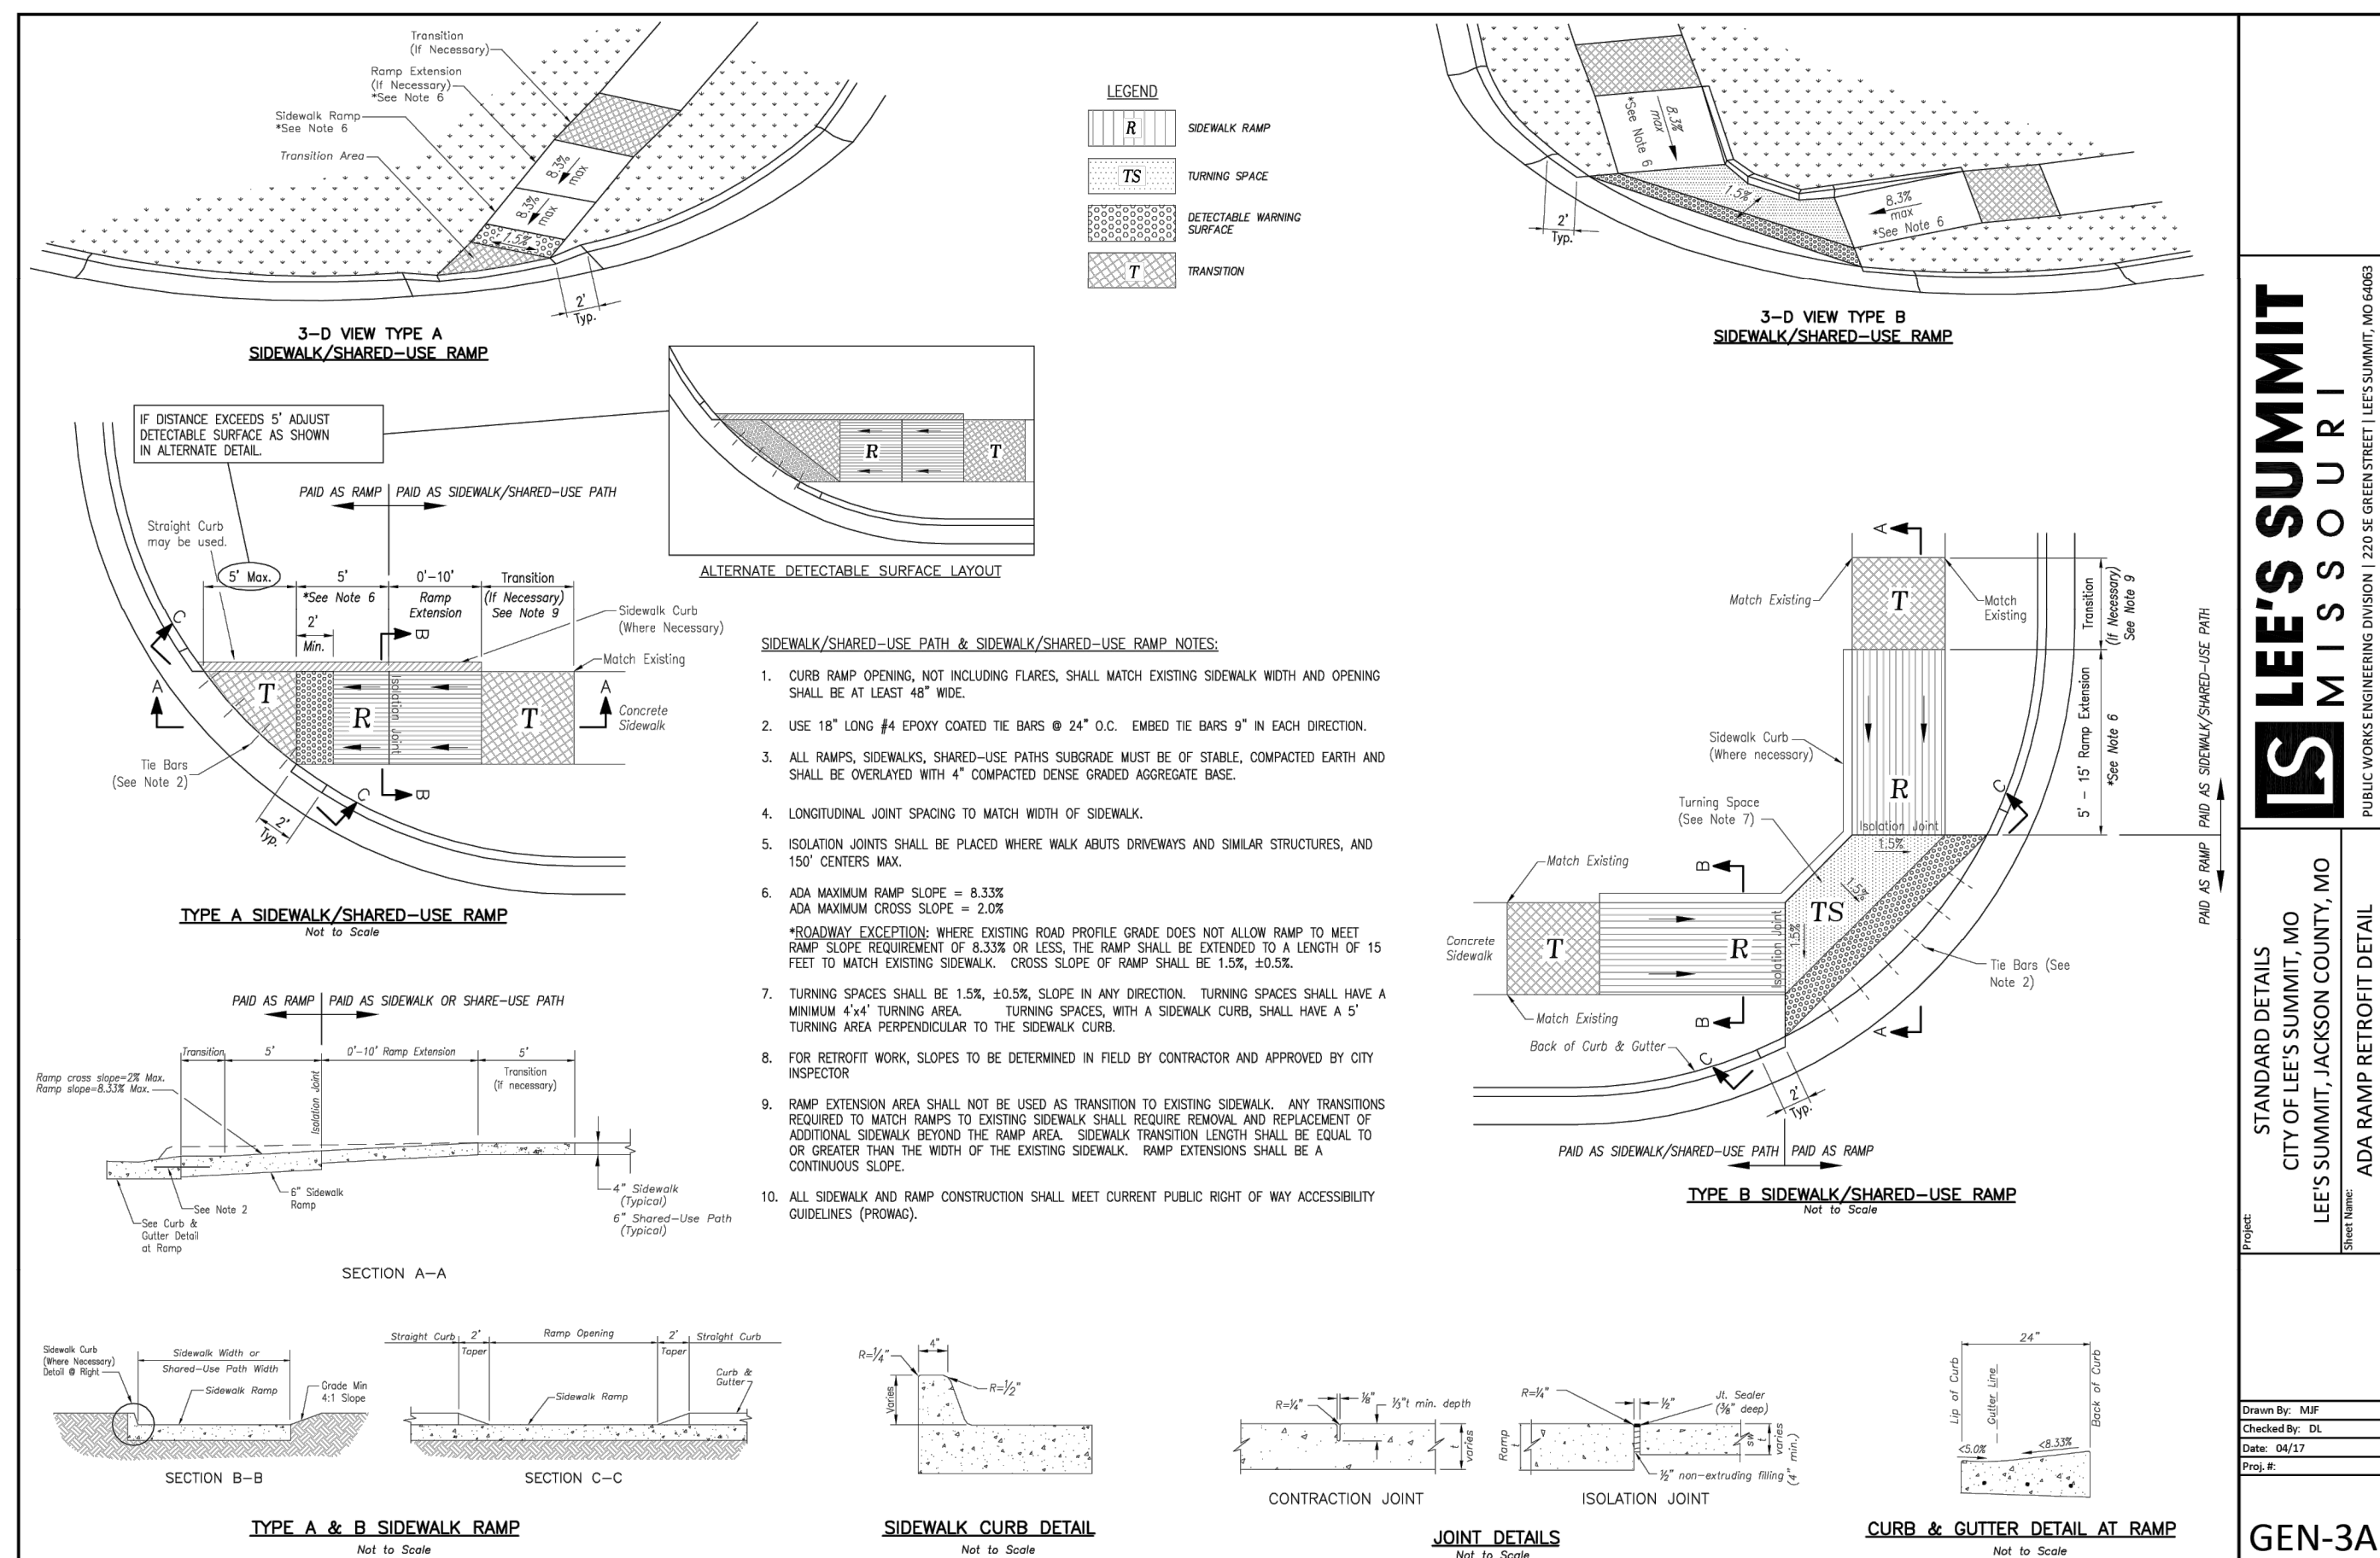 Transition
(If Necessary)
Ramp Extension
(If Necessary)
*See Note 6
Sidewalk Ramp
*See Note 6
Transition Area
8.3%
max
8.3%
max
1.5%
2'
Typ.
3-D VIEW TYPE A
SIDEWALK/SHARED-USE RAMP
LEGEND
R
SIDEWALK RAMP
TS
TURNING SPACE
DETECTABLE WARNING
SURFACE
T
TRANSITION
8.3%
max
*See Note 6
1.5%
8.3%
max
*See Note 6
2'
Typ.
3-D VIEW TYPE B
SIDEWALK/SHARED-USE RAMP
IF DISTANCE EXCEEDS 5' ADJUST
DETECTABLE SURFACE AS SHOWN
IN ALTERNATE DETAIL.
R
T
ALTERNATE DETECTABLE SURFACE LAYOUT
PAID AS RAMP
PAID AS SIDEWALK/SHARED-USE PATH
Straight Curb
may be used.
5' Max.
5'
*See Note 6
0'-10'
Ramp
Extension
Transition
(If Necessary)
See Note 9
2'
Min.
Sidewalk Curb
(Where Necessary)
Match Existing
Concrete
Sidewalk
C
B
A
A
T
R
Isolation Joint
T
Tie Bars
(See Note 2)
C
B
2'
Typ.
TYPE A SIDEWALK/SHARED-USE RAMP
Not to Scale
PAID AS RAMP
PAID AS SIDEWALK OR SHARE-USE PATH
Transition
5'
0'-10' Ramp Extension
5'
Transition
(if necessary)
Ramp cross slope=2% Max.
Ramp slope=8.33% Max.
Isolation Joint
6" Sidewalk
Ramp
See Note 2
See Curb &
Gutter Detail
at Ramp
4" Sidewalk
(Typical)
6" Shared-Use Path
(Typical)
SECTION A-A
SIDEWALK/SHARED-USE PATH & SIDEWALK/SHARED-USE RAMP NOTES:
1. CURB RAMP OPENING, NOT INCLUDING FLARES, SHALL MATCH EXISTING SIDEWALK WIDTH AND OPENING
SHALL BE AT LEAST 48" WIDE.
2. USE 18" LONG #4 EPOXY COATED TIE BARS @ 24" O.C. EMBED TIE BARS 9" IN EACH DIRECTION.
3. ALL RAMPS, SIDEWALKS, SHARED-USE PATHS SUBGRADE MUST BE OF STABLE, COMPACTED EARTH AND
SHALL BE OVERLAYED WITH 4" COMPACTED DENSE GRADED AGGREGATE BASE.
4. LONGITUDINAL JOINT SPACING TO MATCH WIDTH OF SIDEWALK.
5. ISOLATION JOINTS SHALL BE PLACED WHERE WALK ABUTS DRIVEWAYS AND SIMILAR STRUCTURES, AND
150' CENTERS MAX.
6. ADA MAXIMUM RAMP SLOPE = 8.33%
ADA MAXIMUM CROSS SLOPE = 2.0%
*ROADWAY EXCEPTION: WHERE EXISTING ROAD PROFILE GRADE DOES NOT ALLOW RAMP TO MEET
RAMP SLOPE REQUIREMENT OF 8.33% OR LESS, THE RAMP SHALL BE EXTENDED TO A LENGTH OF 15
FEET TO MATCH EXISTING SIDEWALK. CROSS SLOPE OF RAMP SHALL BE 1.5%, ±0.5%.
7. TURNING SPACES SHALL BE 1.5%, ±0.5%, SLOPE IN ANY DIRECTION. TURNING SPACES SHALL HAVE A
MINIMUM 4'x4' TURNING AREA. TURNING SPACES, WITH A SIDEWALK CURB, SHALL HAVE A 5'
TURNING AREA PERPENDICULAR TO THE SIDEWALK CURB.
8. FOR RETROFIT WORK, SLOPES TO BE DETERMINED IN FIELD BY CONTRACTOR AND APPROVED BY CITY
INSPECTOR
9. RAMP EXTENSION AREA SHALL NOT BE USED AS TRANSITION TO EXISTING SIDEWALK. ANY TRANSITIONS
REQUIRED TO MATCH RAMPS TO EXISTING SIDEWALK SHALL REQUIRE REMOVAL AND REPLACEMENT OF
ADDITIONAL SIDEWALK BEYOND THE RAMP AREA. SIDEWALK TRANSITION LENGTH SHALL BE EQUAL TO
OR GREATER THAN THE WIDTH OF THE EXISTING SIDEWALK. RAMP EXTENSIONS SHALL BE A
CONTINUOUS SLOPE.
10. ALL SIDEWALK AND RAMP CONSTRUCTION SHALL MEET CURRENT PUBLIC RIGHT OF WAY ACCESSIBILITY
GUIDELINES (PROWAG).
A
Match Existing
T
Match
Existing
Transition
(If Necessary)
See Note 9
5' - 15' Ramp Extension
*See Note 6
PAID AS SIDEWALK/SHARED-USE PATH
PAID AS RAMP
Sidewalk Curb
(Where necessary)
R
Isolation Joint
C
Turning Space
(See Note 7)
1.5%
1.5%
1.5%
TS
Match Existing
B
Concrete
Sidewalk
T
R
Isolation Joint
Tie Bars (See
Note 2)
Match Existing
B
A
Back of Curb & Gutter
C
2'
Typ.
PAID AS SIDEWALK/SHARED-USE PATH
PAID AS RAMP
TYPE B SIDEWALK/SHARED-USE RAMP
Not to Scale
Sidewalk Curb
(Where Necessary)
Detail @ Right
Sidewalk Width or
Shared-Use Path Width
Sidewalk Ramp
Grade Min
4:1 Slope
SECTION B-B
Straight Curb
2'
Taper
Ramp Opening
2'
Taper
Straight Curb
Curb &
Gutter
Sidewalk Ramp
SECTION C-C
TYPE A & B SIDEWALK RAMP
Not to Scale
4"
R=1/4"
R=1/2"
Varies
SIDEWALK CURB DETAIL
Not to Scale
R=1/4"
1/8"
1/3"t min. depth
t
varies
CONTRACTION JOINT
R=1/4"
1/2"
Jt. Sealer
(3/8" deep)
Ramp
t
sw
t
varies
(4" min.)
1/2" non-extruding filling
ISOLATION JOINT
JOINT DETAILS
Not to Scale
24"
Lip of Curb
Gutter Line
Back of Curb
<5.0%
<8.33%
CURB & GUTTER DETAIL AT RAMP
Not to Scale
LS LEE'S SUMMIT
MISSOURI
PUBLIC WORKS ENGINEERING DIVISION | 220 SE GREEN STREET | LEE'S SUMMIT, MO 64063
Project:
STANDARD DETAILS
CITY OF LEE'S SUMMIT, MO
LEE'S SUMMIT, JACKSON COUNTY, MO
Sheet Name:
ADA RAMP RETROFIT DETAIL
Drawn By: MJF
Checked By: DL
Date: 04/17
Proj. #:
GEN-3A